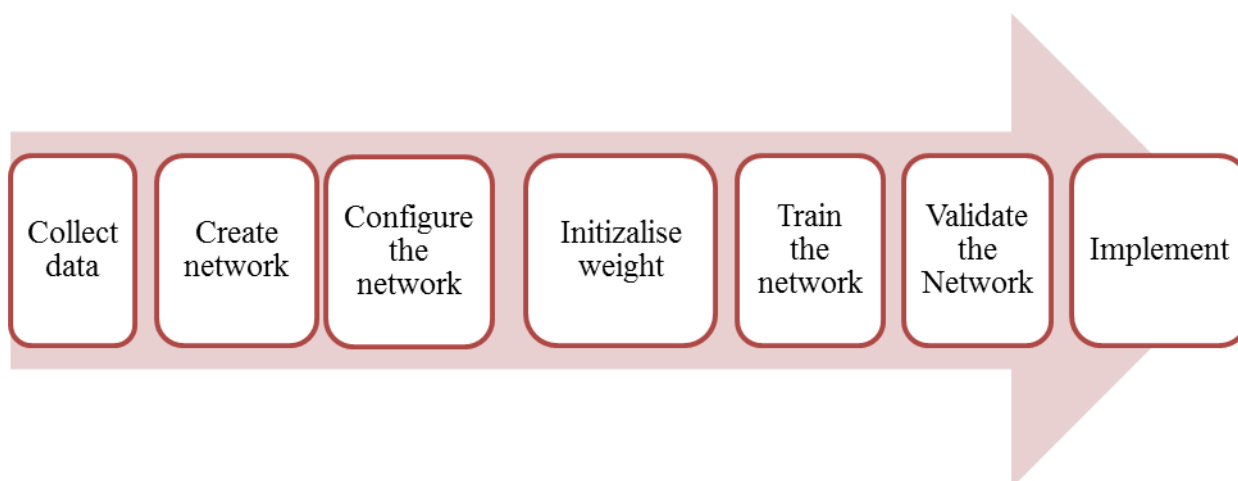 Collect
data
Create
network
Configure
the
network
Initizalise
weight
Train
the
network
Validate
the
Network
Implement